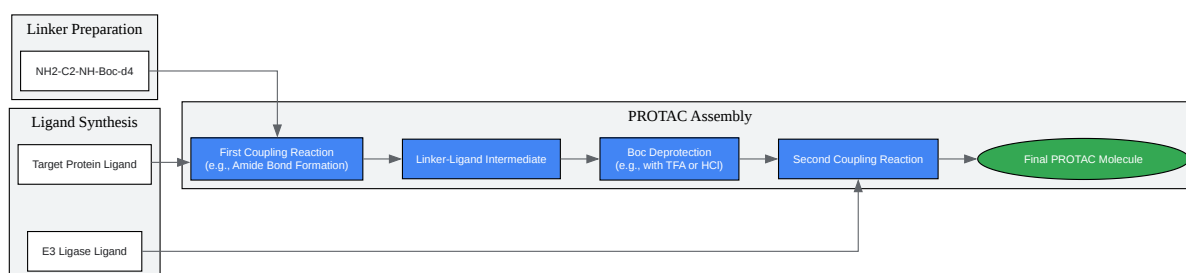 Linker Preparation
NH2-C2-NH-Boc-d4
Ligand Synthesis
Target Protein Ligand
E3 Ligase Ligand
PROTAC Assembly
First Coupling Reaction
(e.g., Amide Bond Formation)
Linker-Ligand Intermediate
Boc Deprotection
(e.g., with TFA or HCl)
Second Coupling Reaction
Final PROTAC Molecule